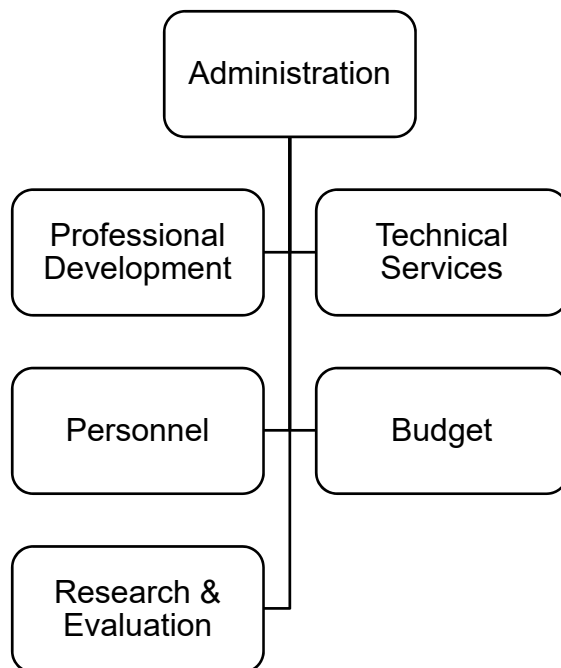 Administration
Professional
Development
Technical
Services
Personnel
Budget
Research &
Evaluation